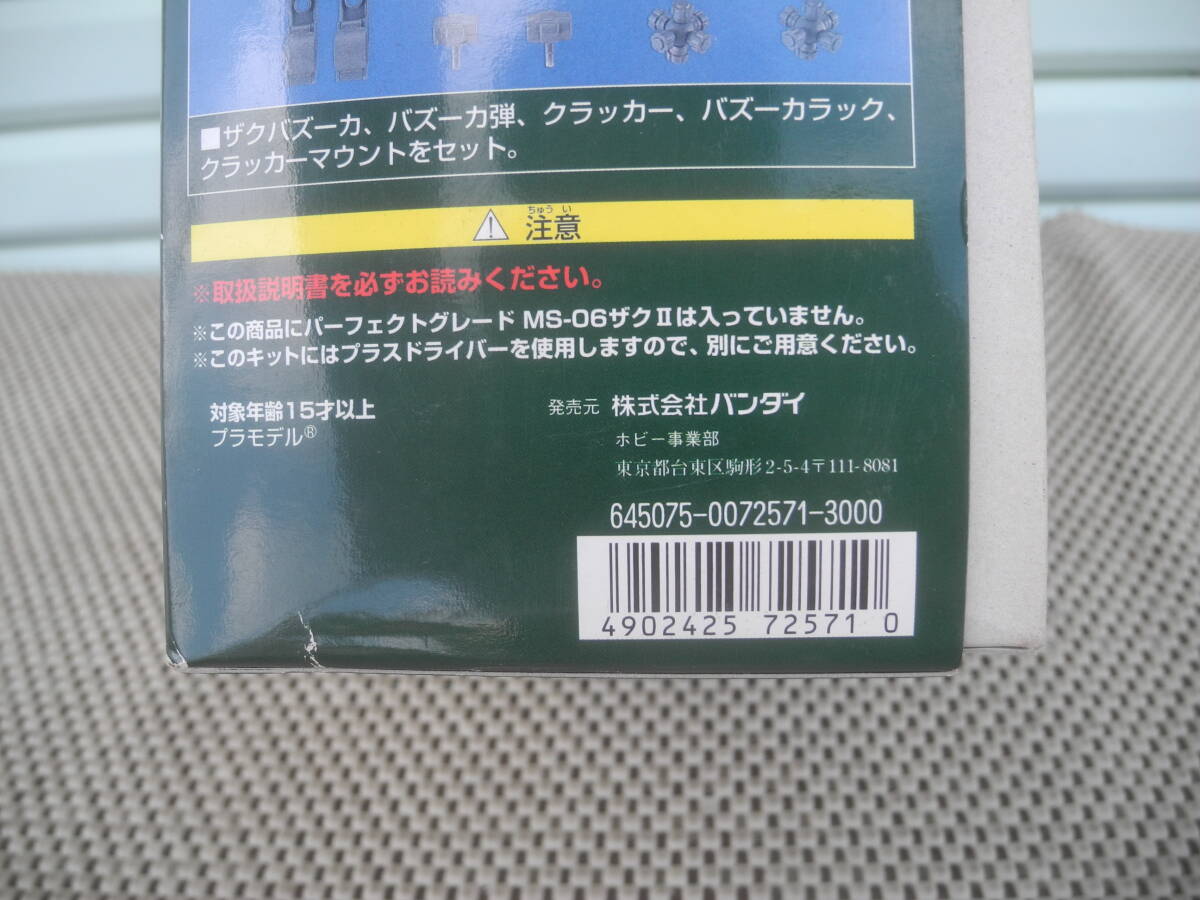 ■ザクバズーカ、バズーカ弾、クラッカー、バズーカラック、
クラッカーマウントをセット。
ちゅうい
注意
※取扱説明書を必ずお読みください。
※この商品にパーフェクトグレード MS-06ザクⅡは入っていません。
※このキットにはプラスドライバーを使用しますので、別にご用意ください。
対象年齢15才以上
プラモデル®
発売元 株式会社バンダイ
ホビー事業部
東京都台東区駒形2-5-4〒111-8081
645075-0072571-3000
4902425 725710